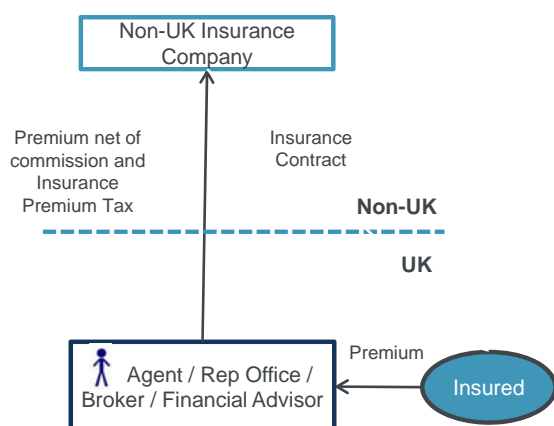 Non-UK Insurance
Company
Premium net of
commission and
Insurance
Premium Tax
Insurance
Contract
Non-UK
UK
Premium
Agent / Rep Office /
Broker / Financial Advisor
Insured